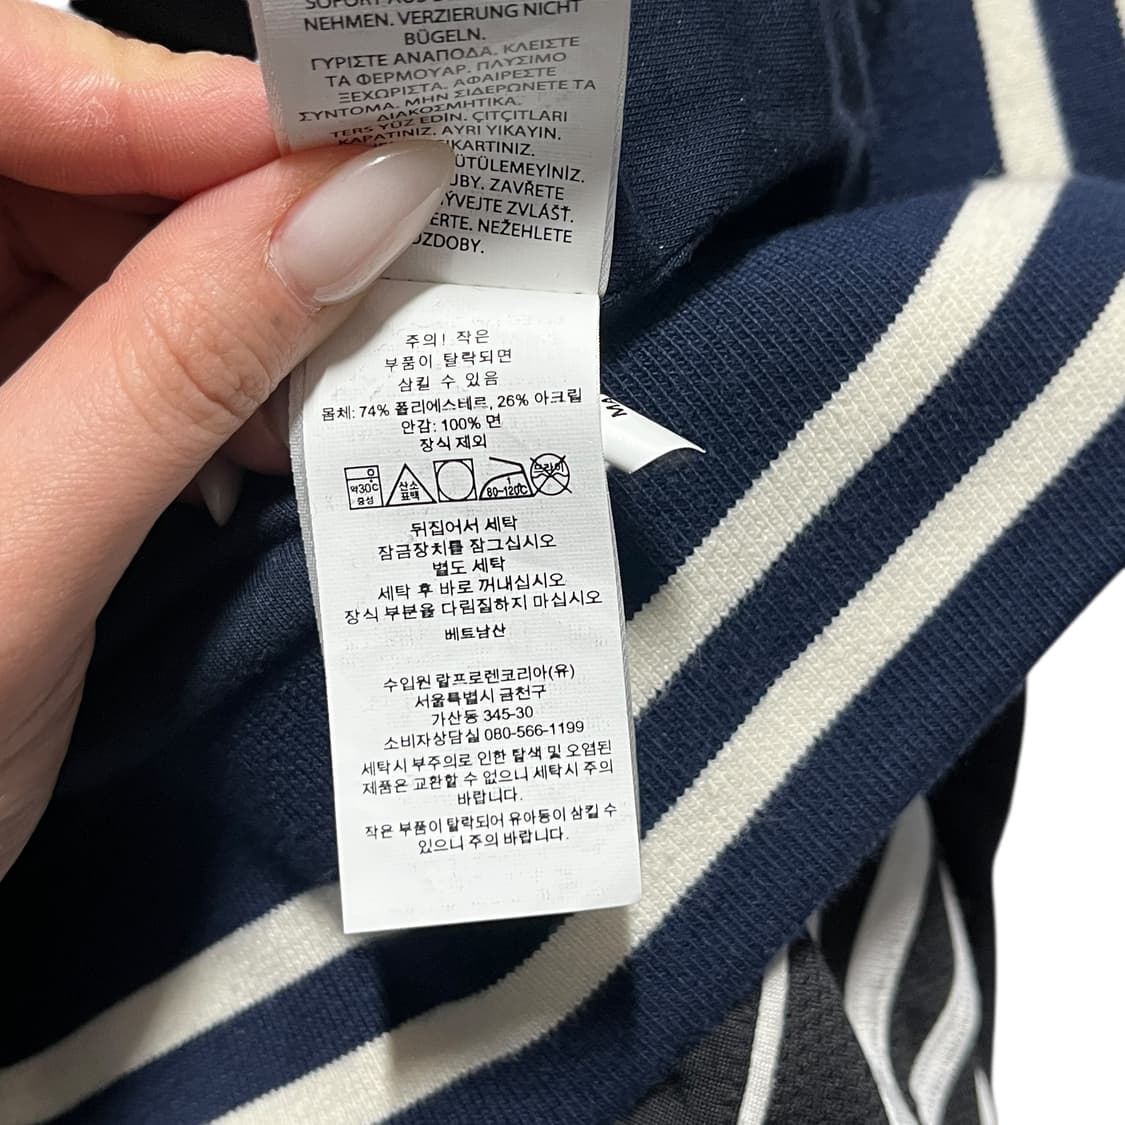 NEHMEN. VERZIERUNG NICHT
BÜGELN.
ΓΥΡΙΣΤΕ ΑΝΑΠΟΔΑ. ΚΛΕΙΣΤΕ
ΤΑ ΦΕΡΜΟΥΑΡ. ΠΛΥΣΙΜΟ
ΞΕΧΩΡΙΣΤΑ. ΑΦΑΙΡΕΣΤΕ
ΣΥΝΤΟΜΑ. ΜΗΝ ΣΙΔΕΡΩΝΕΤΕ ΤΑ
ΔΙΑΚΟΣΜΗΤΙΚΑ.
TERS YÜZ EDİN. ÇITÇITLARI
KAPATINIZ. AYRI YIKAYIN.
ÇIKARTINIZ.
ÜTÜLEMEYİNİZ.
ZAVŘETE
ZVLÁŠŤ.
NEŽEHLETE
OZDOBY.
주의! 작은
부품이 탈락되면
삼킬 수 있음
몸체: 74% 폴리에스테르, 26% 아크릴
안감: 100% 면
장식 제외
약30℃
중성
산소
표백
80-120℃
드라이
뒤집어서 세탁
잠금장치를 잠그십시오
별도 세탁
세탁 후 바로 꺼내십시오
장식 부분을 다림질하지 마십시오
베트남산
수입원 랄프로렌코리아(유)
서울특별시 금천구
가산동 345-30
소비자상담실 080-566-1199
세탁시 부주의로 인한 탈색 및 오염된
제품은 교환할 수 없으니 세탁시 주의
바랍니다.
작은 부품이 탈락되어 유아등이 삼킬 수
있으니 주의 바랍니다.
MA